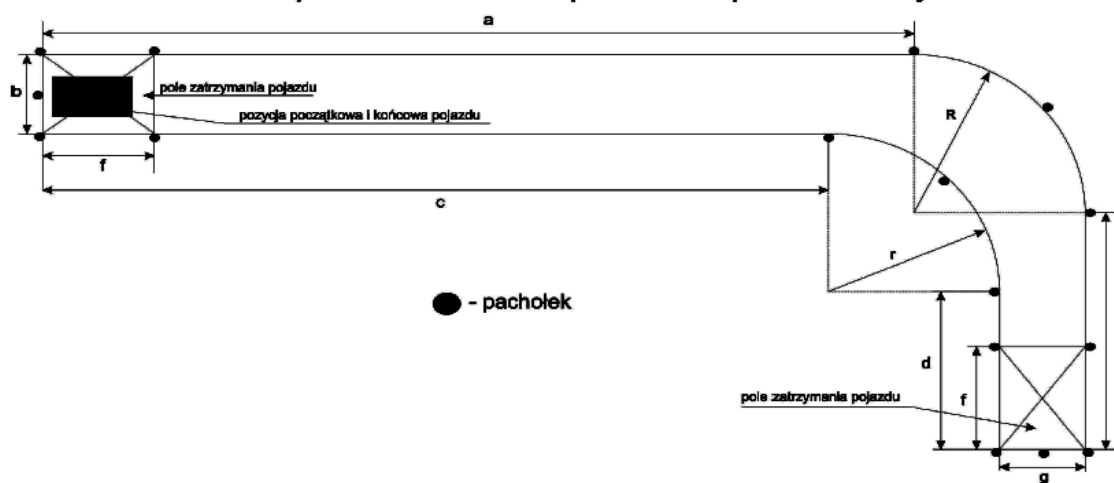 a
b
pole zatrzymania pojazdu
pozycja początkowa i końcowa pojazdu
f
R
c
r
- pachołek
d
f
pole zatrzymania pojazdu
g